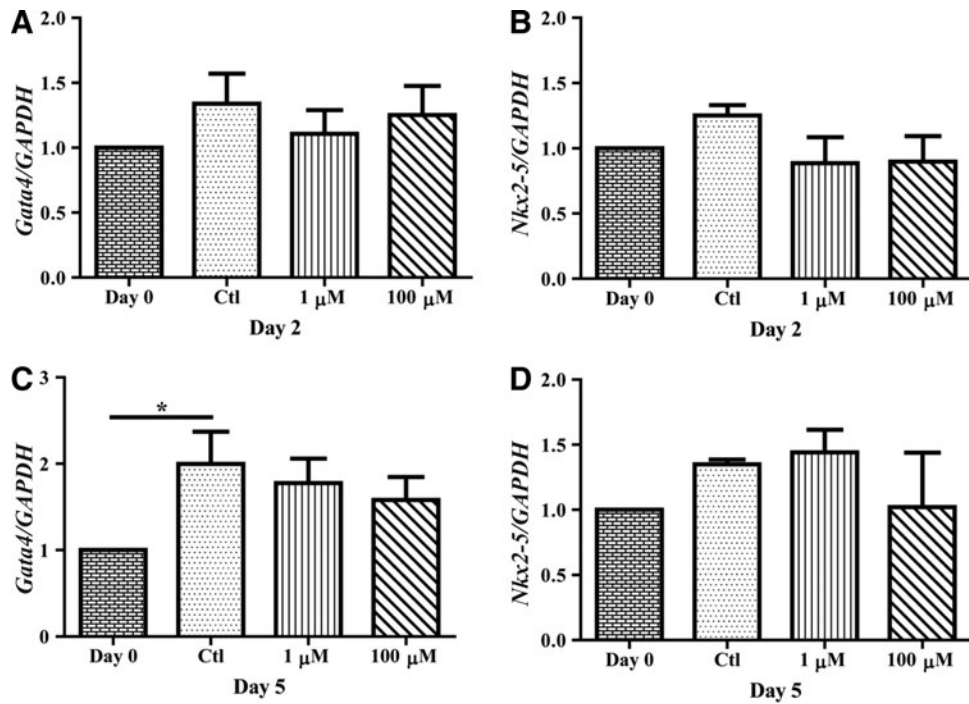 A
Gata4/GAPDH
2.0
1.5
1.0
0.5
0.0
Day 0 Ctl 1 μM 100 μM
Day 2
B
Nkx2-5/GAPDH
2.0
1.5
1.0
0.5
0.0
Day 0 Ctl 1 μM 100 μM
Day 2
C
Gata4/GAPDH
3
2
1
0
*
Day 0 Ctl 1 μM 100 μM
Day 5
D
Nkx2-5/GAPDH
2.0
1.5
1.0
0.5
0.0
Day 0 Ctl 1 μM 100 μM
Day 5